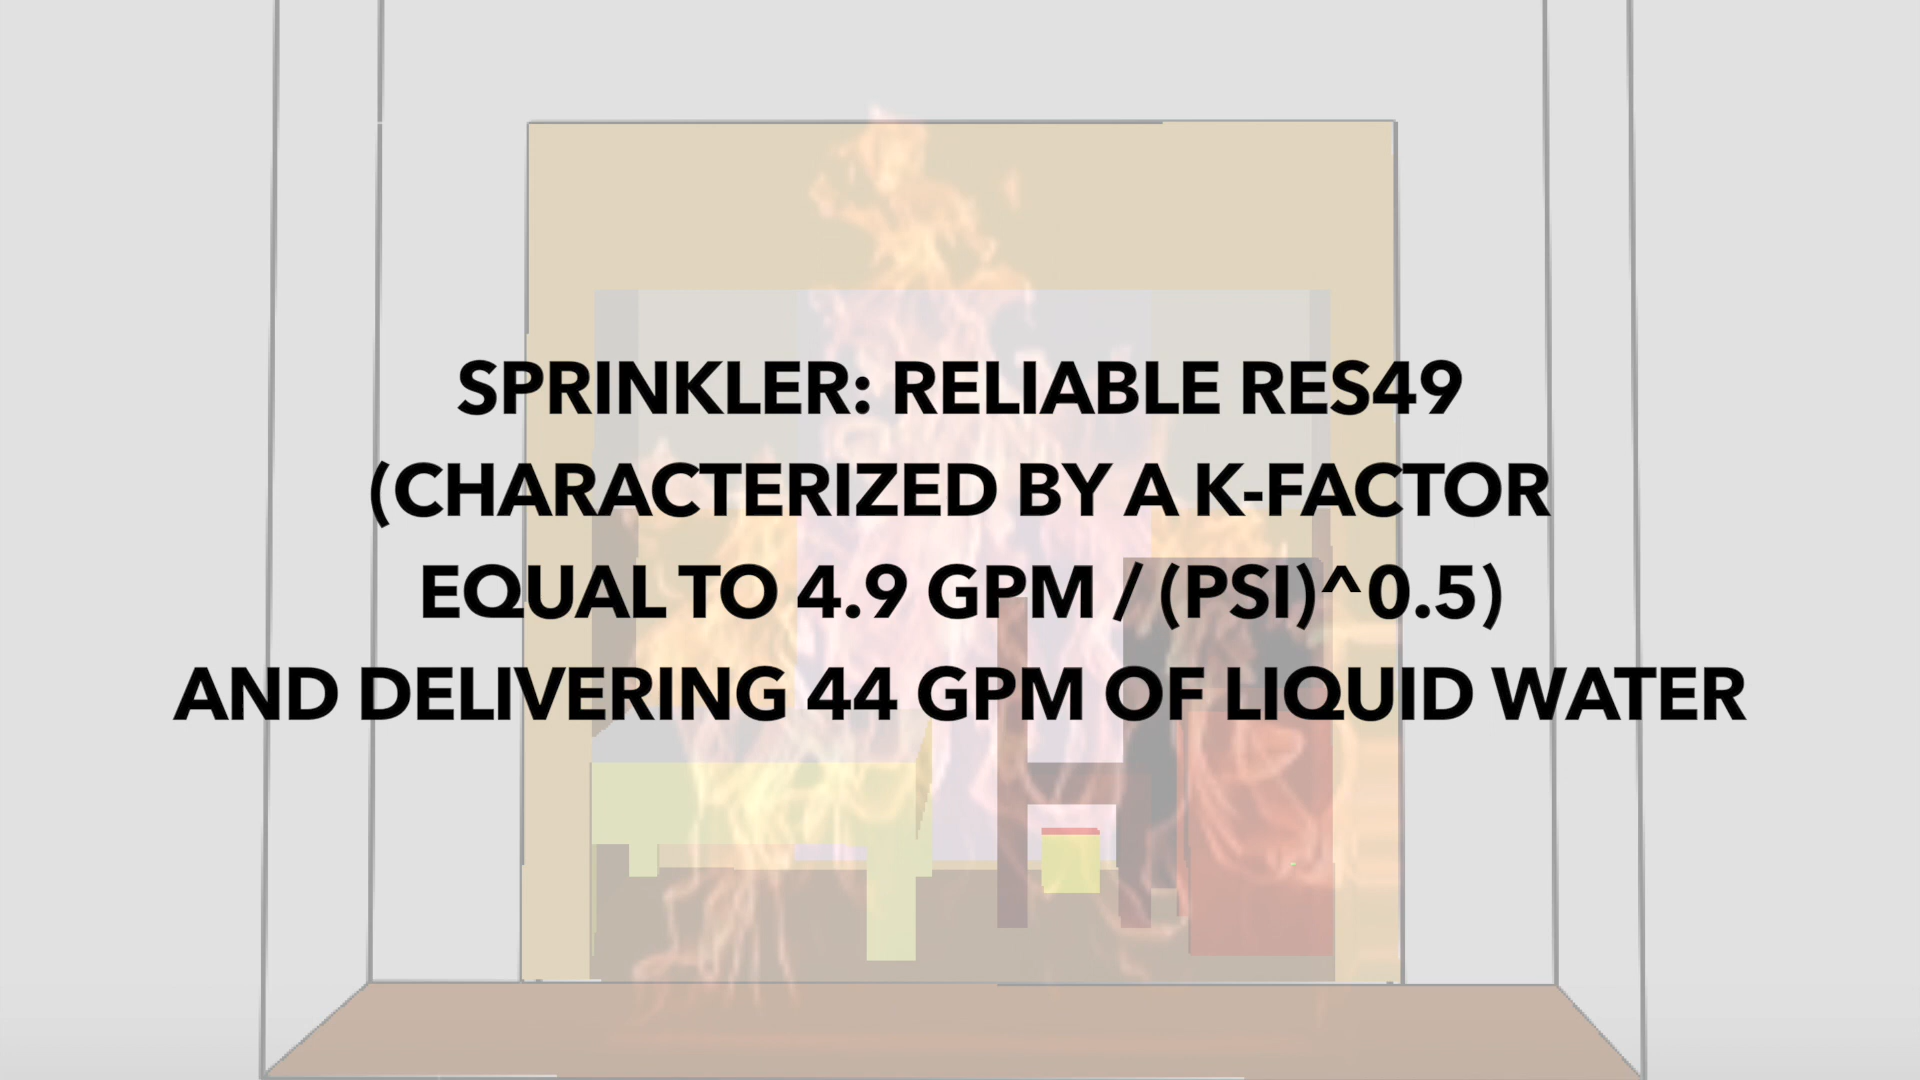 SPRINKLER: RELIABLE RES49
(CHARACTERIZED BY A K-FACTOR
EQUAL TO 4.9 GPM / (PSI)^0.5)
AND DELIVERING 44 GPM OF LIQUID WATER